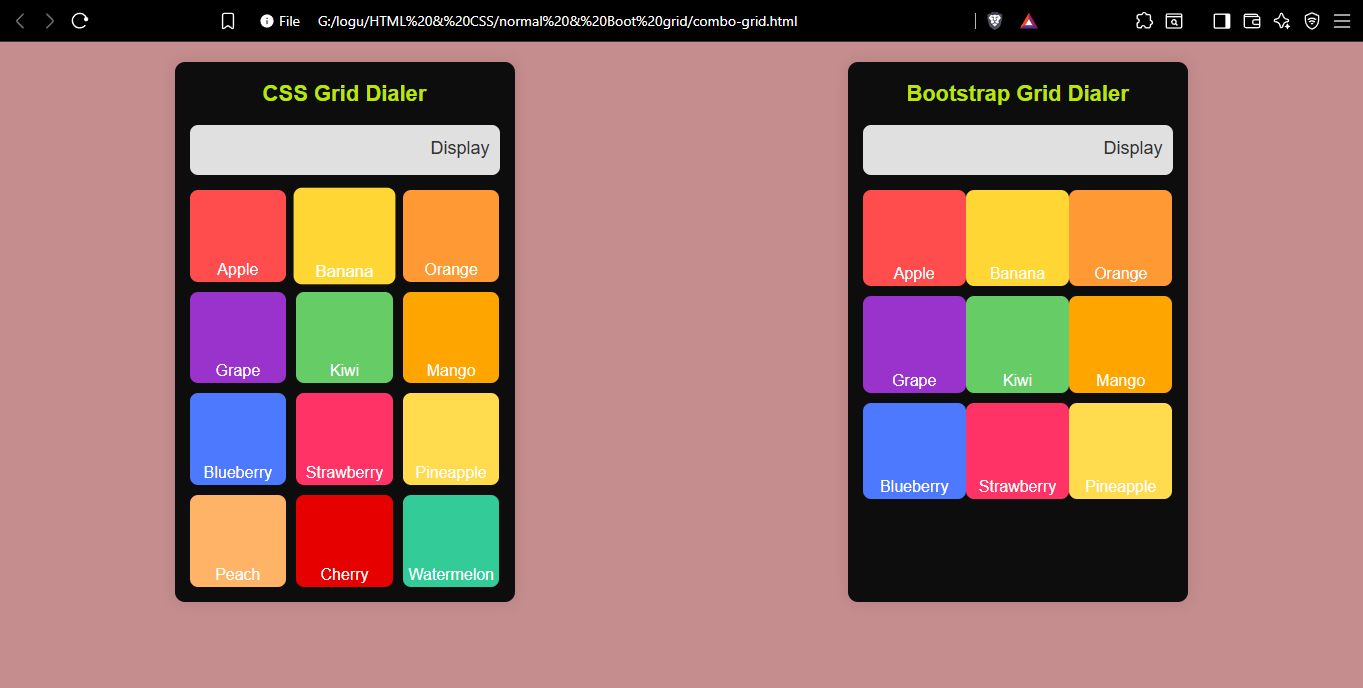 File G:/logu/HTML%20&%20CSS/normal%20&%20Boot%20grid/combo-grid.html
CSS Grid Dialer
Display
Apple Banana Orange
Grape Kiwi Mango
Blueberry Strawberry Pineapple
Peach Cherry Watermelon
Bootstrap Grid Dialer
Display
Apple Banana Orange
Grape Kiwi Mango
Blueberry Strawberry Pineapple